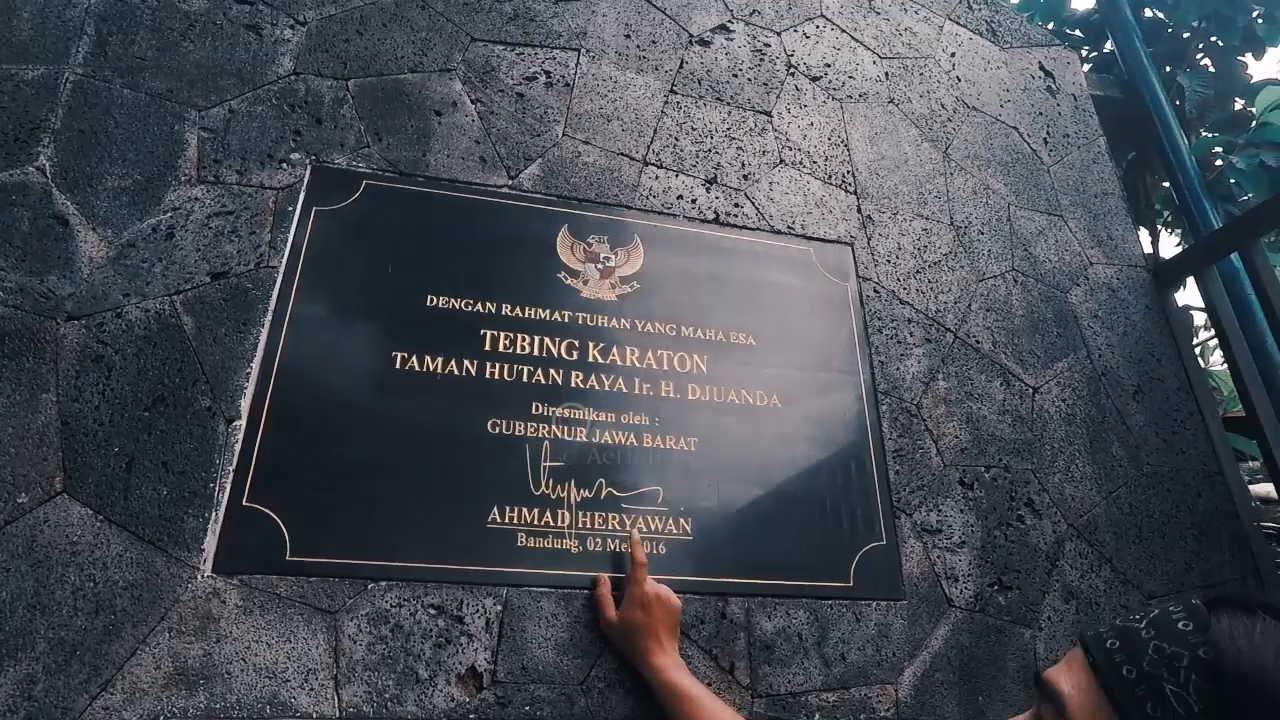 DENGAN RAHMAT TUHAN YANG MAHA ESA
TEBING KARATON
TAMAN HUTAN RAYA Ir. H. DJUANDA
Diresmikan oleh :
GUBERNUR JAWA BARAT
AHMAD HERYAWAN
Bandung, 02 Mei 2016